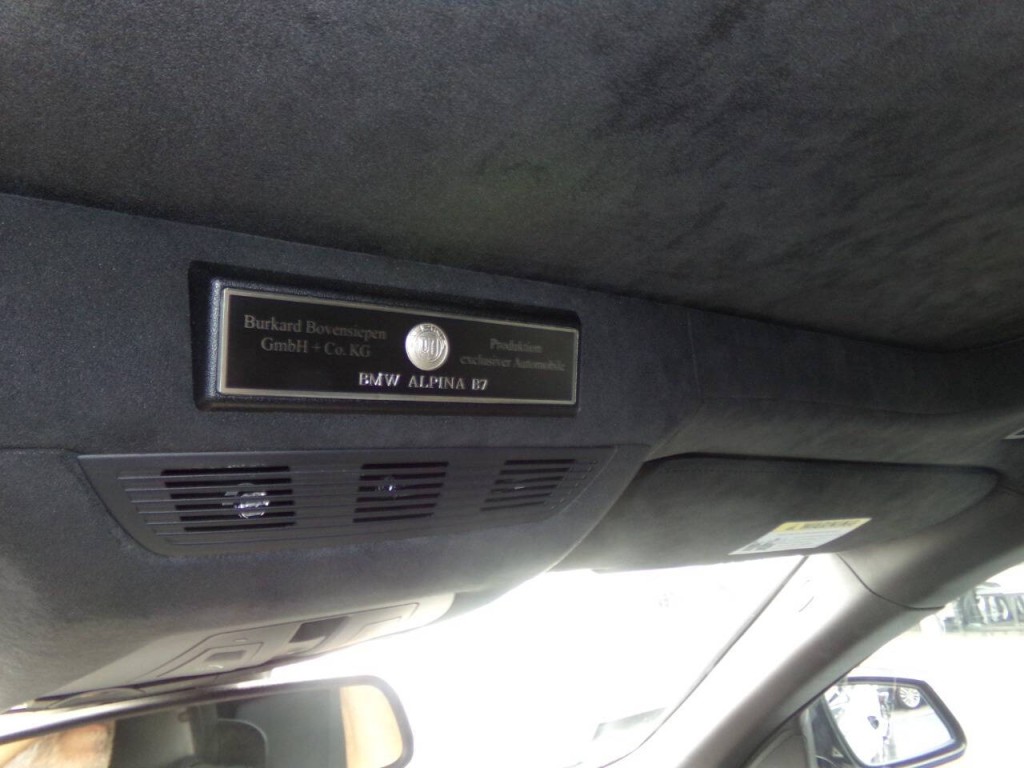 Burkard Bovensiepen
GmbH + Co. KG
Produktion
exclusiver Automobile
BMW ALPINA B7